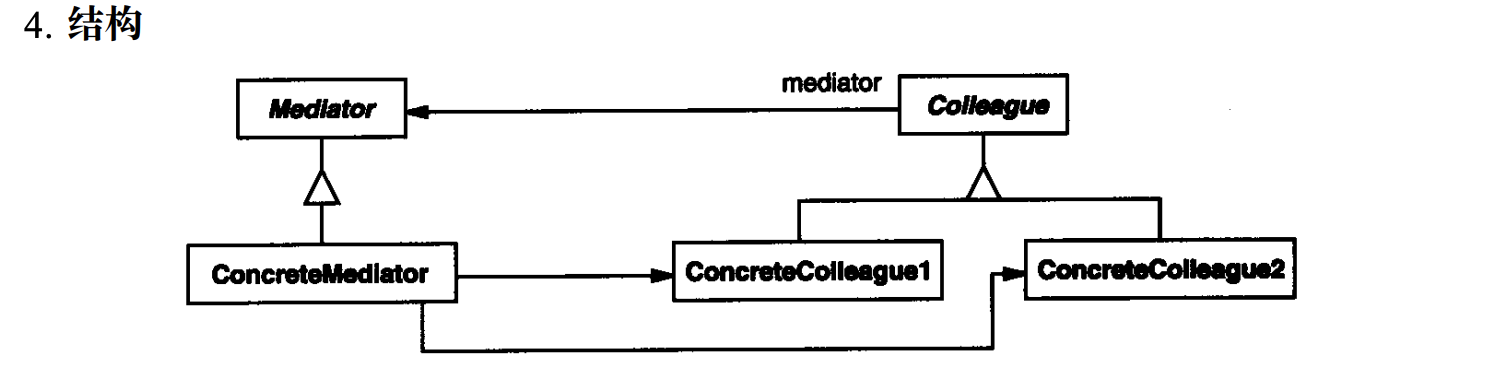 4. 结构
mediator
Mediator
Colleague
ConcreteMediator
ConcreteColleague1
ConcreteColleague2